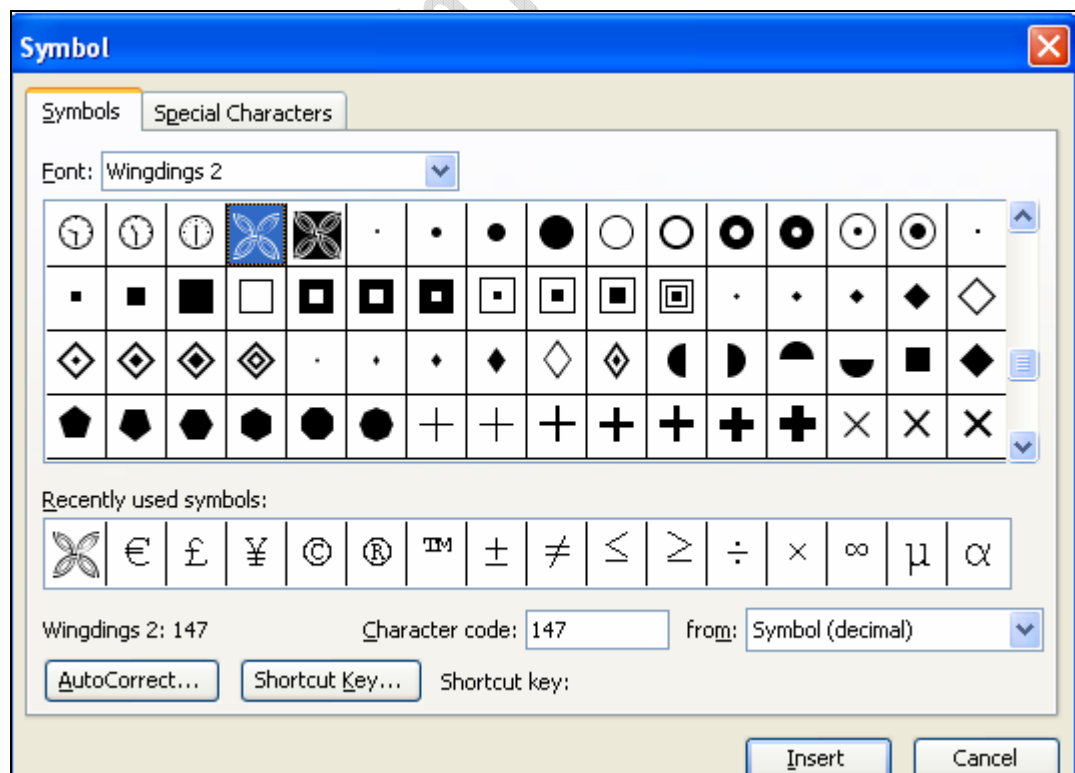 Symbol
Symbols Special Characters
Font: Wingdings 2
Recently used symbols:
€ £ ¥ © ® ™ ± ≠ ≤ ≥ ÷ × ∞ µ α
Wingdings 2: 147 Character code: 147 from: Symbol (decimal)
AutoCorrect... Shortcut Key... Shortcut key:
Insert Cancel